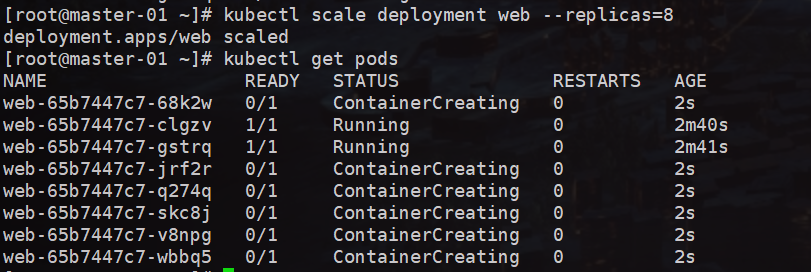 [root@master-01 ~]# kubectl scale deployment web --replicas=8
deployment.apps/web scaled
[root@master-01 ~]# kubectl get pods
NAME READY STATUS RESTARTS AGE
web-65b7447c7-68k2w 0/1 ContainerCreating 0 2s
web-65b7447c7-clgzv 1/1 Running 0 2m40s
web-65b7447c7-gstrq 1/1 Running 0 2m41s
web-65b7447c7-jrf2r 0/1 ContainerCreating 0 2s
web-65b7447c7-q274q 0/1 ContainerCreating 0 2s
web-65b7447c7-skc8j 0/1 ContainerCreating 0 2s
web-65b7447c7-v8npg 0/1 ContainerCreating 0 2s
web-65b7447c7-wbbq5 0/1 ContainerCreating 0 2s